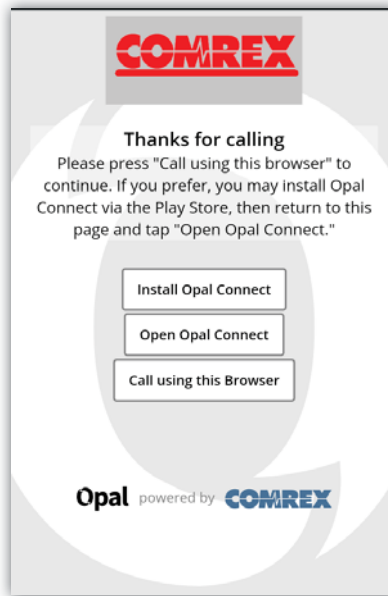 COMREX
Thanks for calling
Please press "Call using this browser" to
continue. If you prefer, you may install Opal
Connect via the Play Store, then return to this
page and tap "Open Opal Connect."
Install Opal Connect
Open Opal Connect
Call using this Browser
Opal powered by COMREX